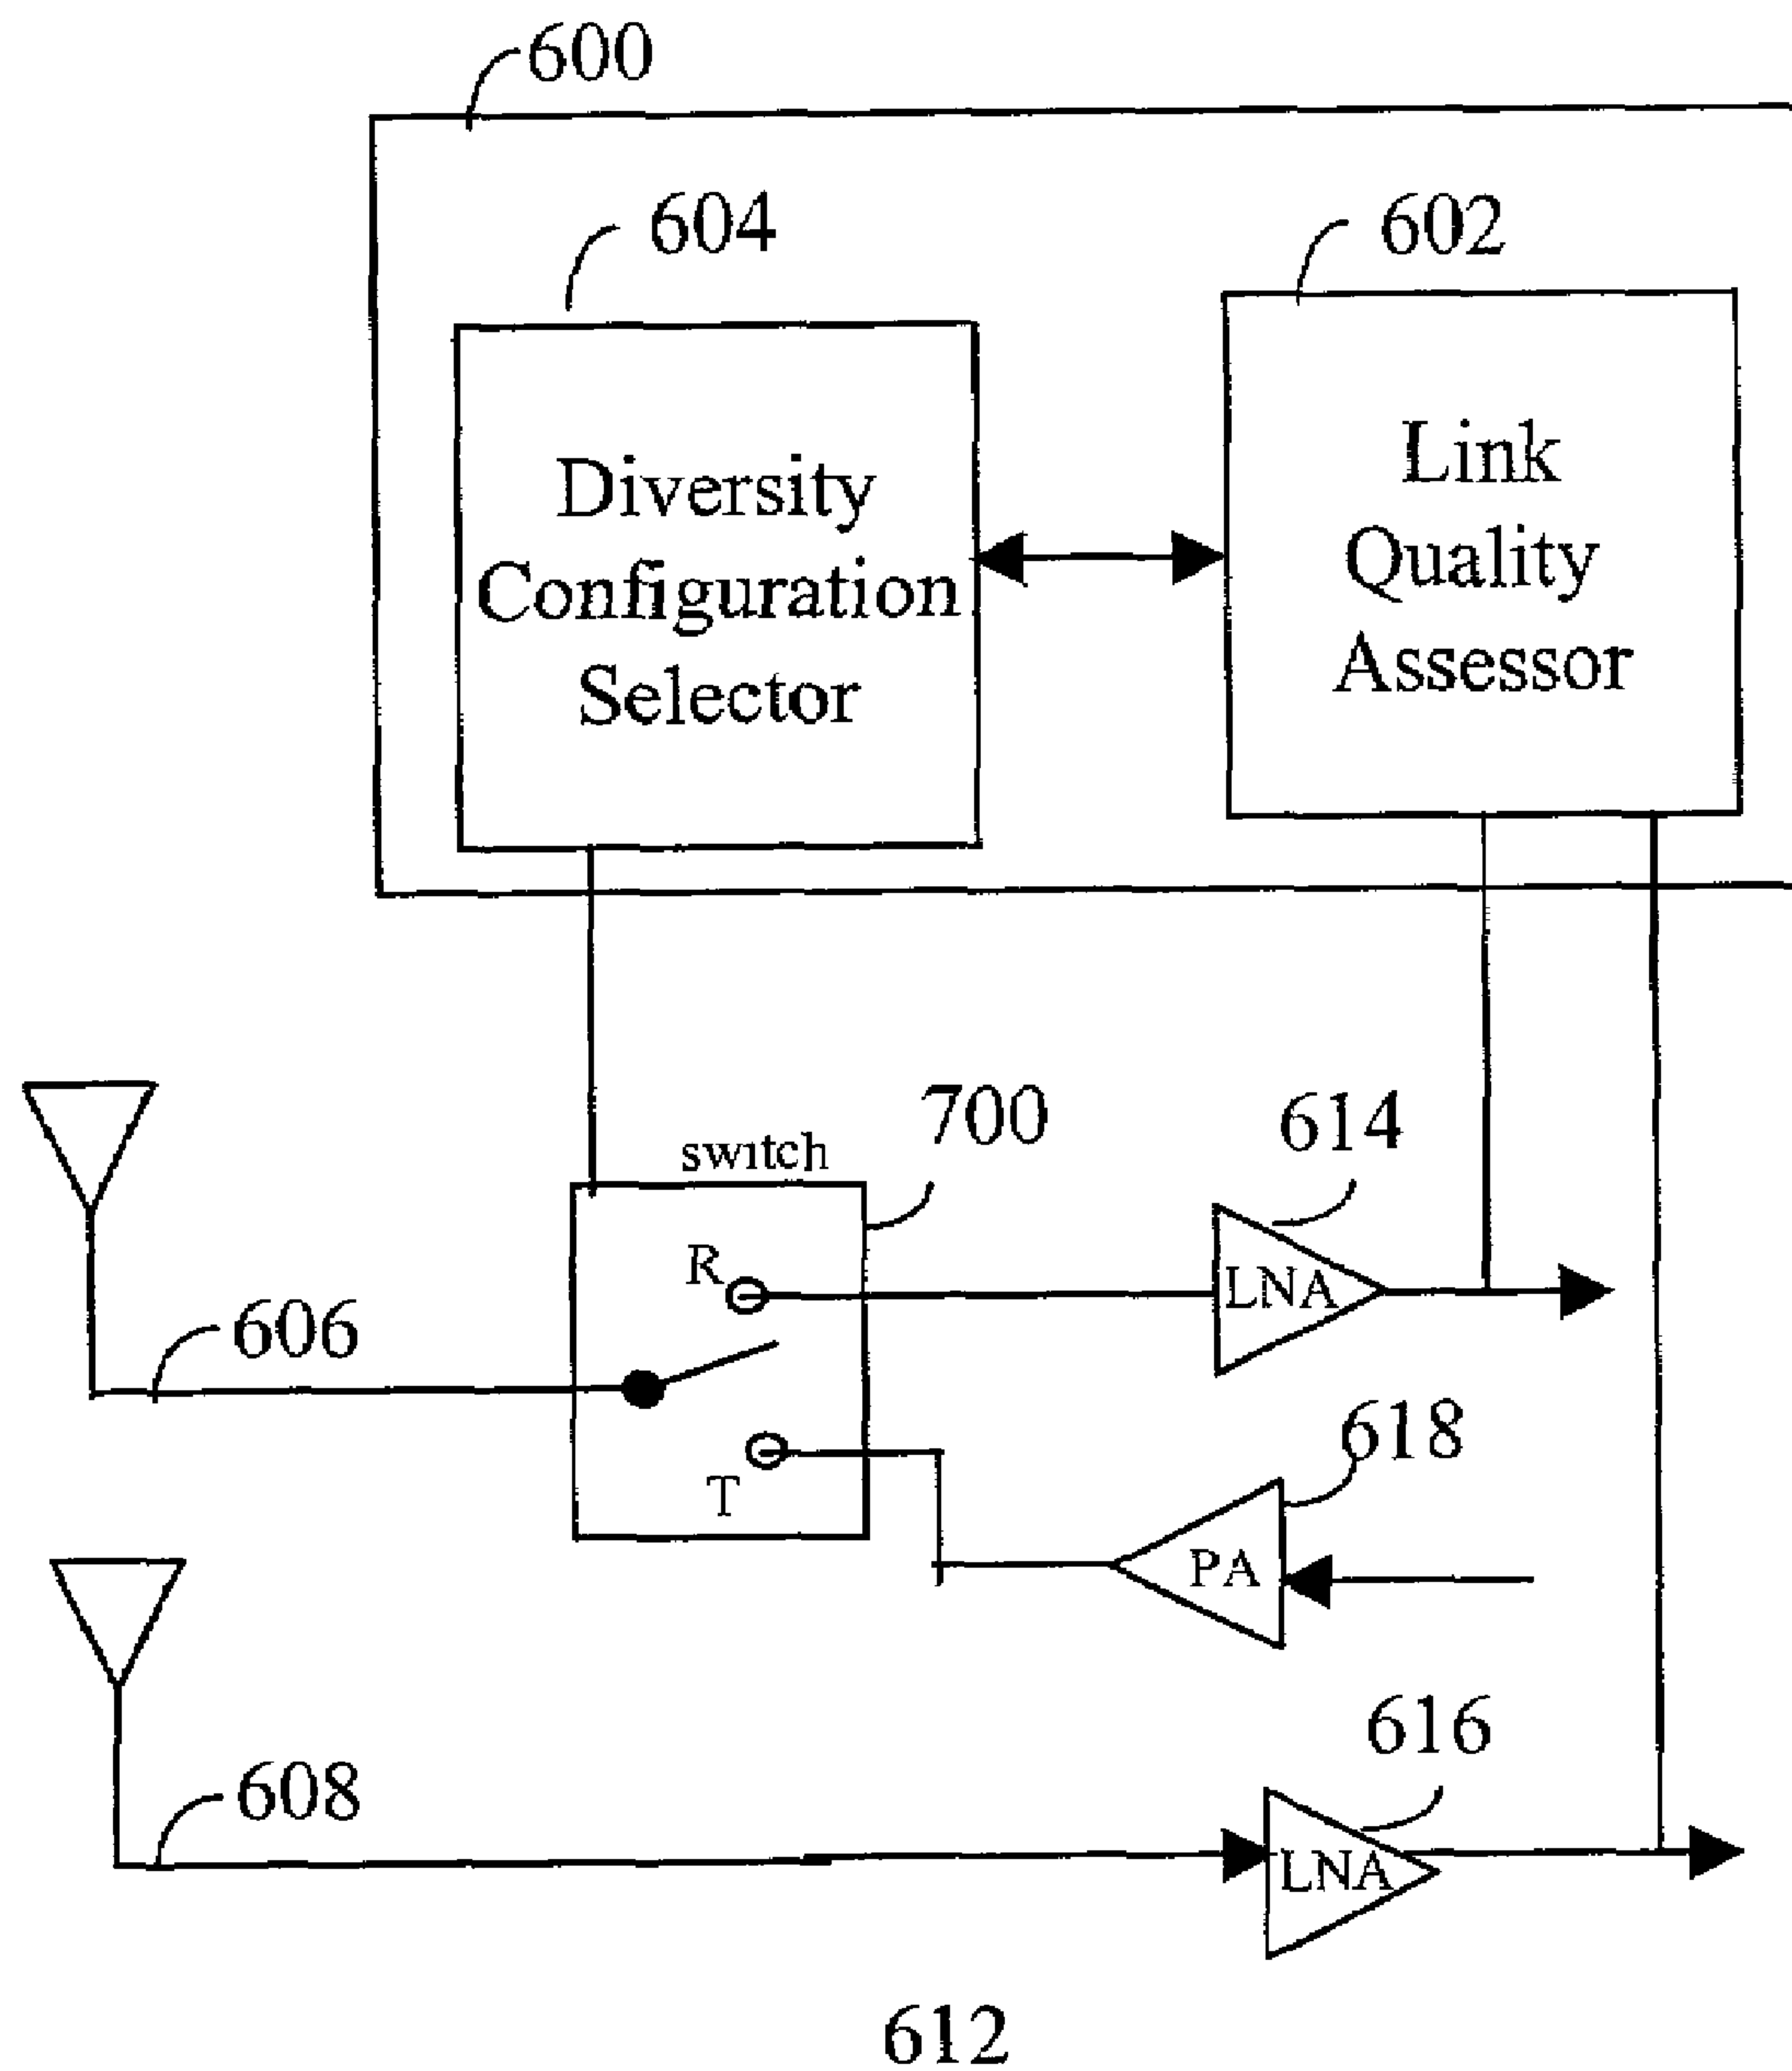 600
604
602
Diversity
Configuration
Selector
Link
Quality
Assessor
700
614
switch
R
LNA
606
618
T
PA
616
608
LNA
612